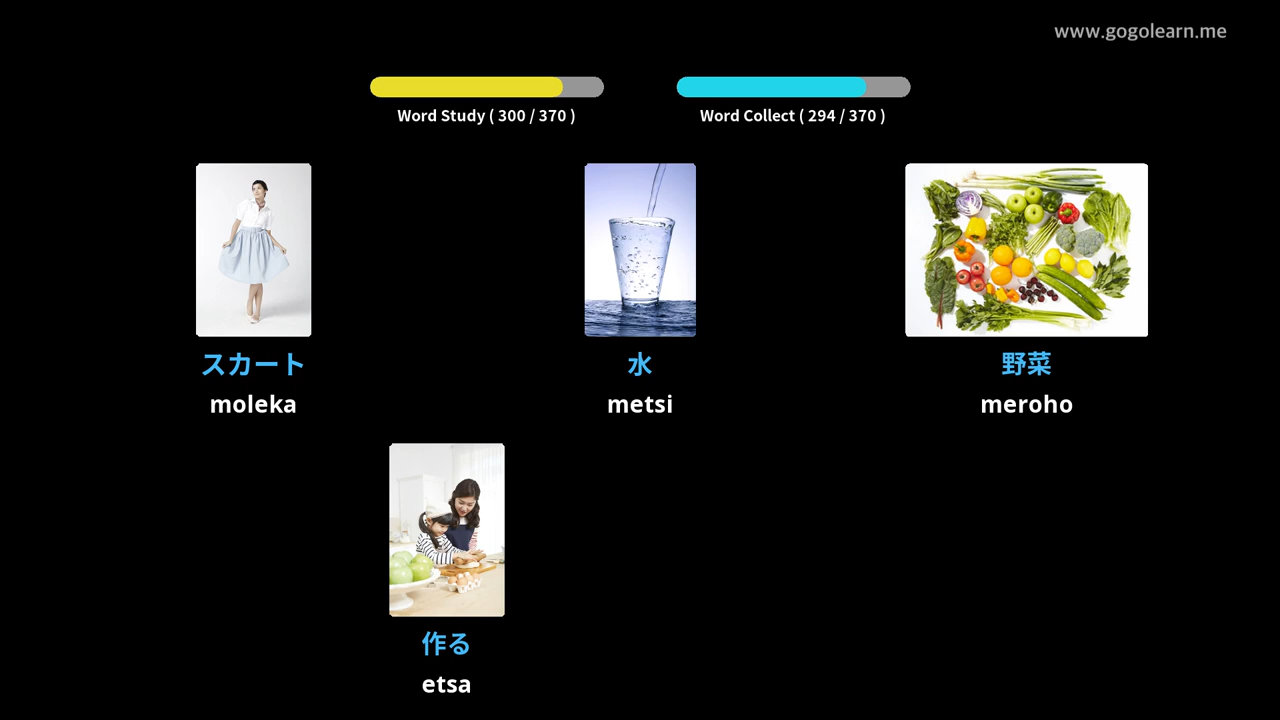 www.gogolearn.me
Word Study ( 300 / 370 )
Word Collect ( 294 / 370 )
スカート
moleka
水
metsi
野菜
meroho
作る
etsa